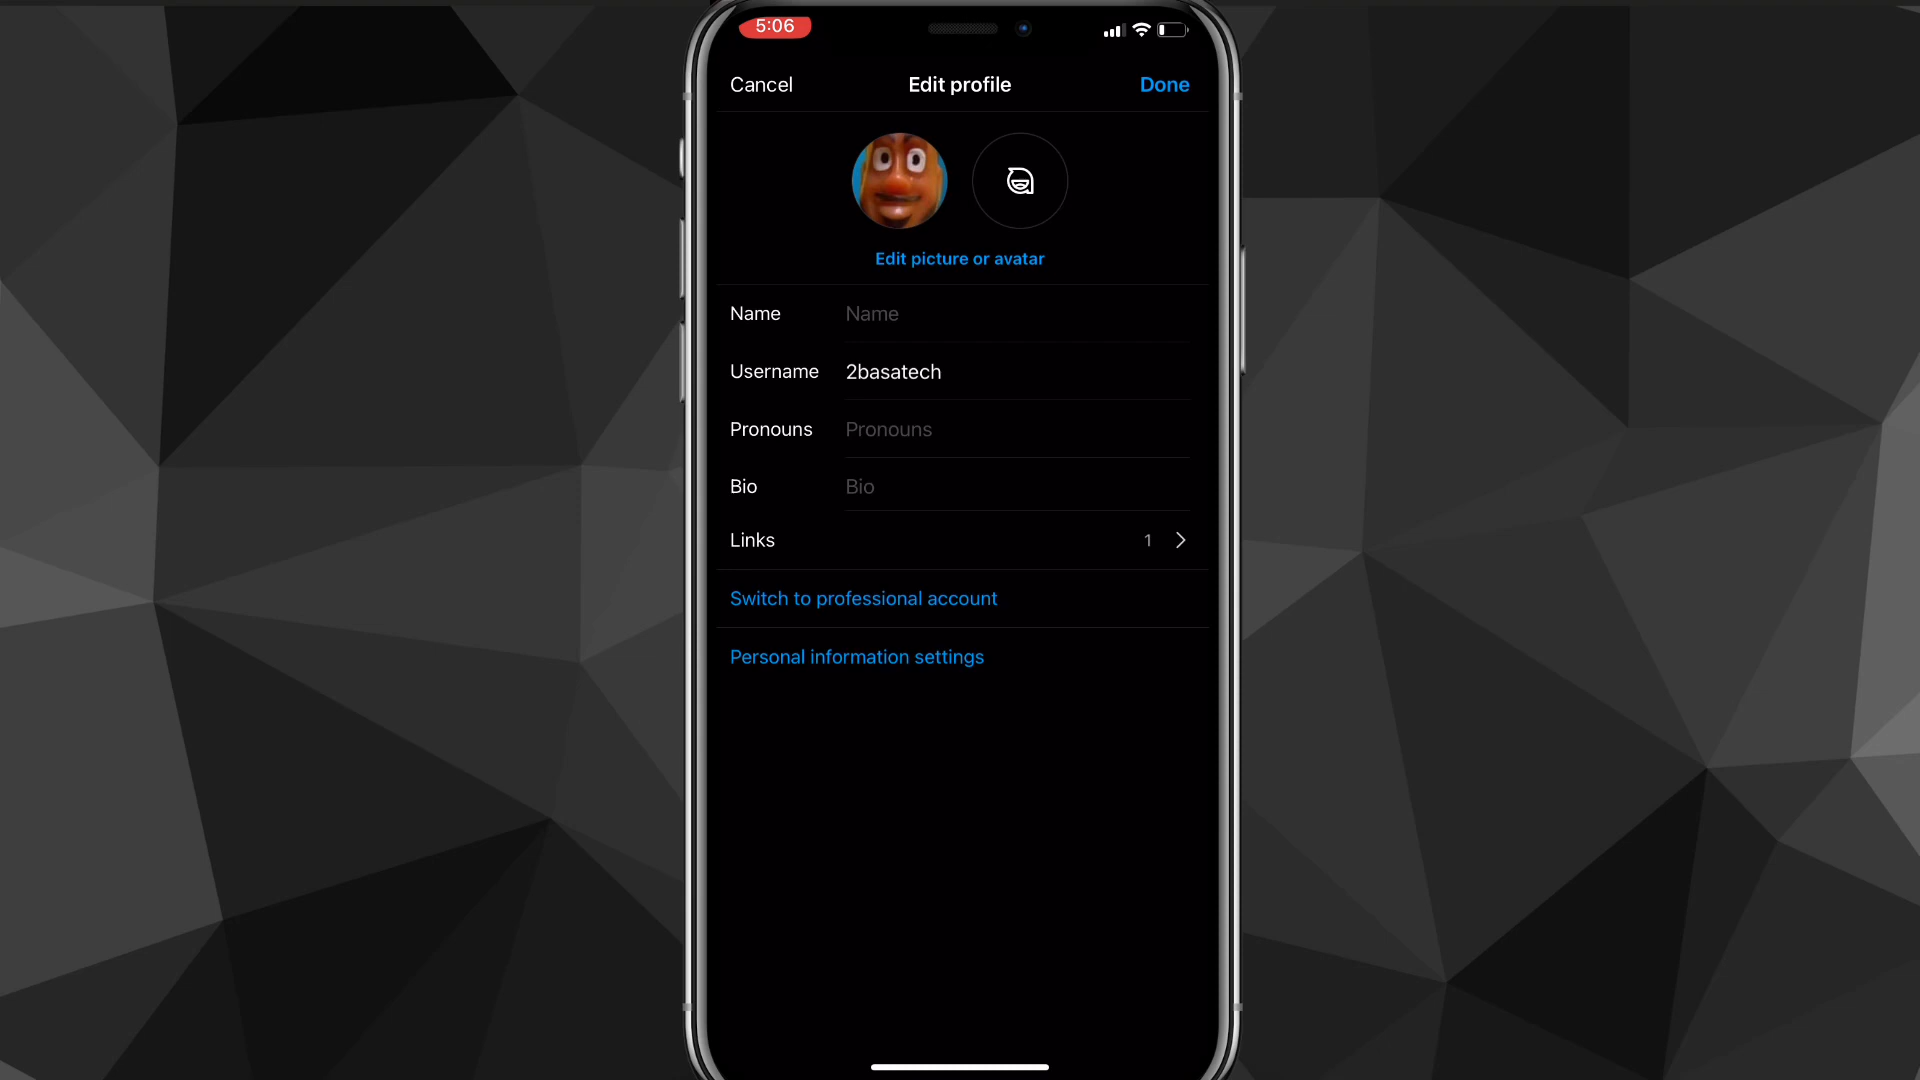 5:06
Cancel Edit profile Done
Edit picture or avatar
Name Name
Username 2basatech
Pronouns Pronouns
Bio Bio
Links 1
Switch to professional account
Personal information settings